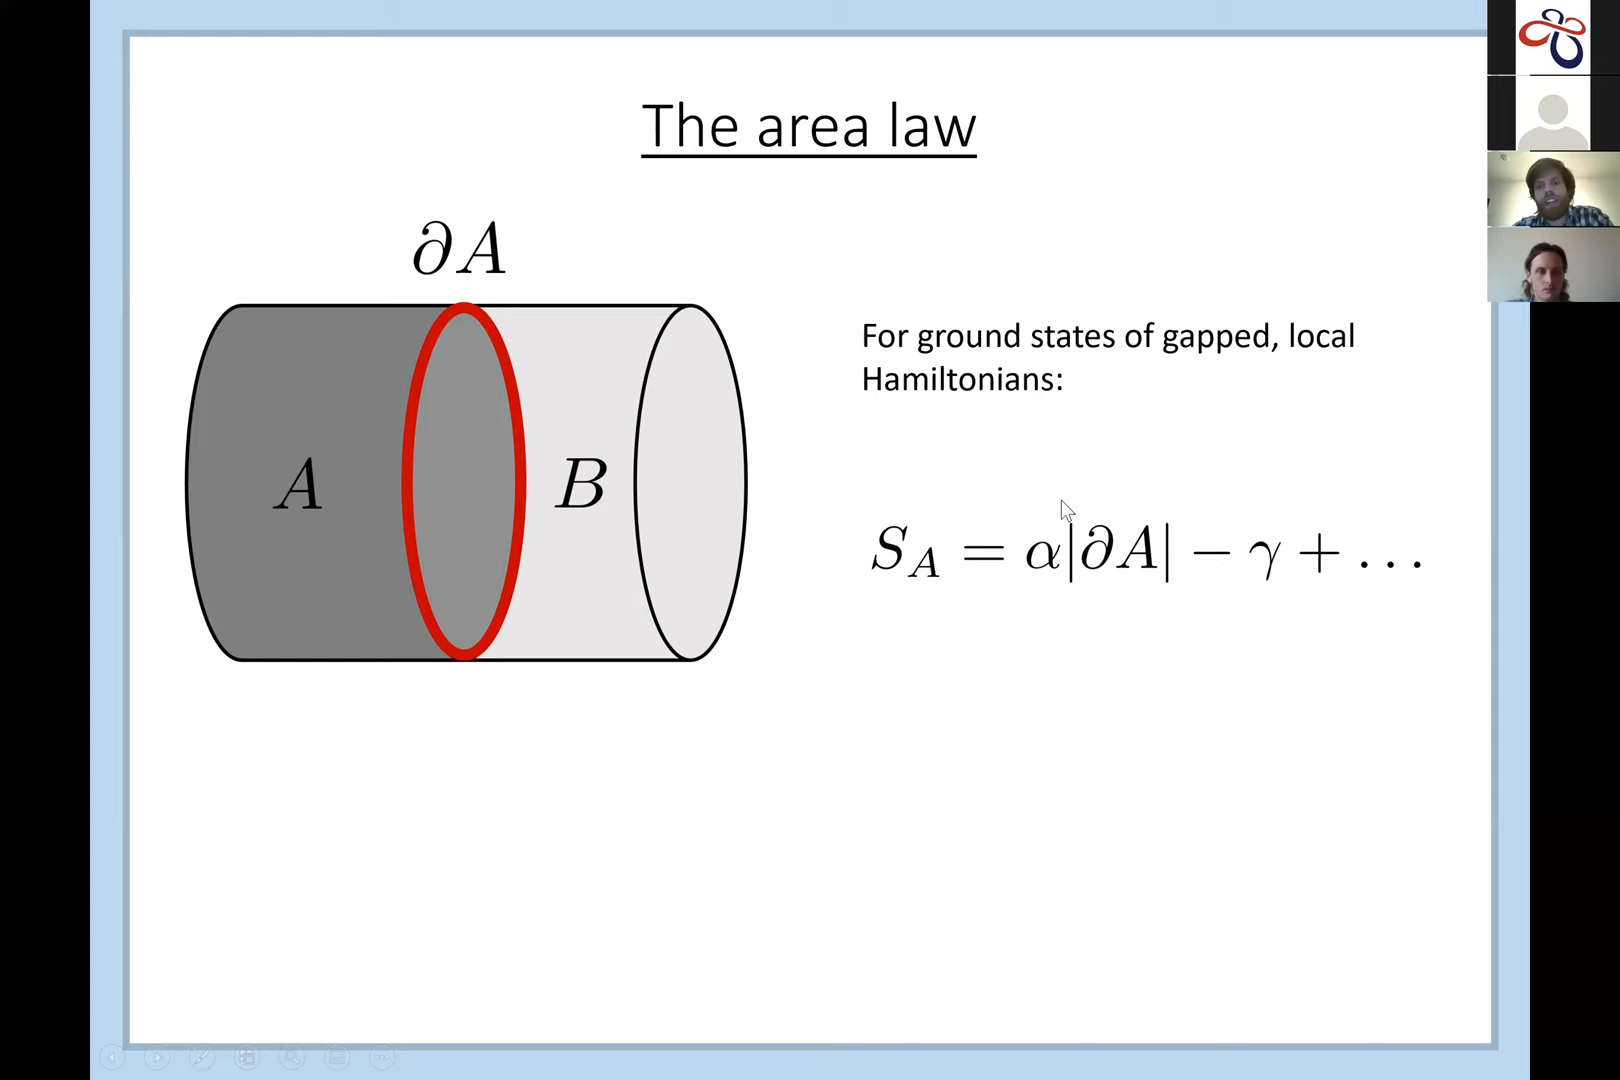 The area law
∂A
A
B
For ground states of gapped, local
Hamiltonians:
S_A = α|∂A| − γ + …